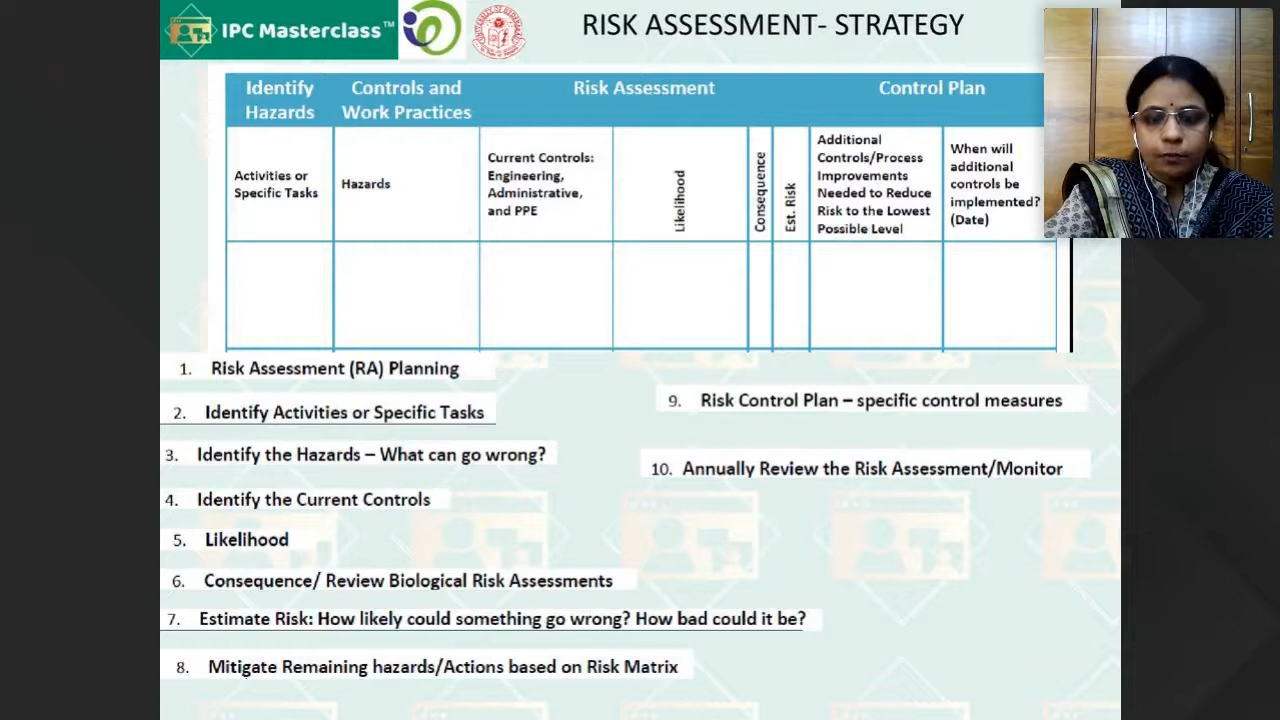 IPC Masterclass™
RISK ASSESSMENT- STRATEGY
Identify
Hazards
Controls and
Work Practices
Risk Assessment
Control Plan
Activities or
Specific Tasks
Hazards
Current Controls:
Engineering,
Administrative,
and PPE
Likelihood
Consequence
Est. Risk
Additional
Controls/Process
Improvements
Needed to Reduce
Risk to the Lowest
Possible Level
When will
additional
controls be
implemented?
(Date)
1. Risk Assessment (RA) Planning
2. Identify Activities or Specific Tasks
3. Identify the Hazards – What can go wrong?
4. Identify the Current Controls
5. Likelihood
6. Consequence/ Review Biological Risk Assessments
7. Estimate Risk: How likely could something go wrong? How bad could it be?
8. Mitigate Remaining hazards/Actions based on Risk Matrix
9. Risk Control Plan – specific control measures
10. Annually Review the Risk Assessment/Monitor